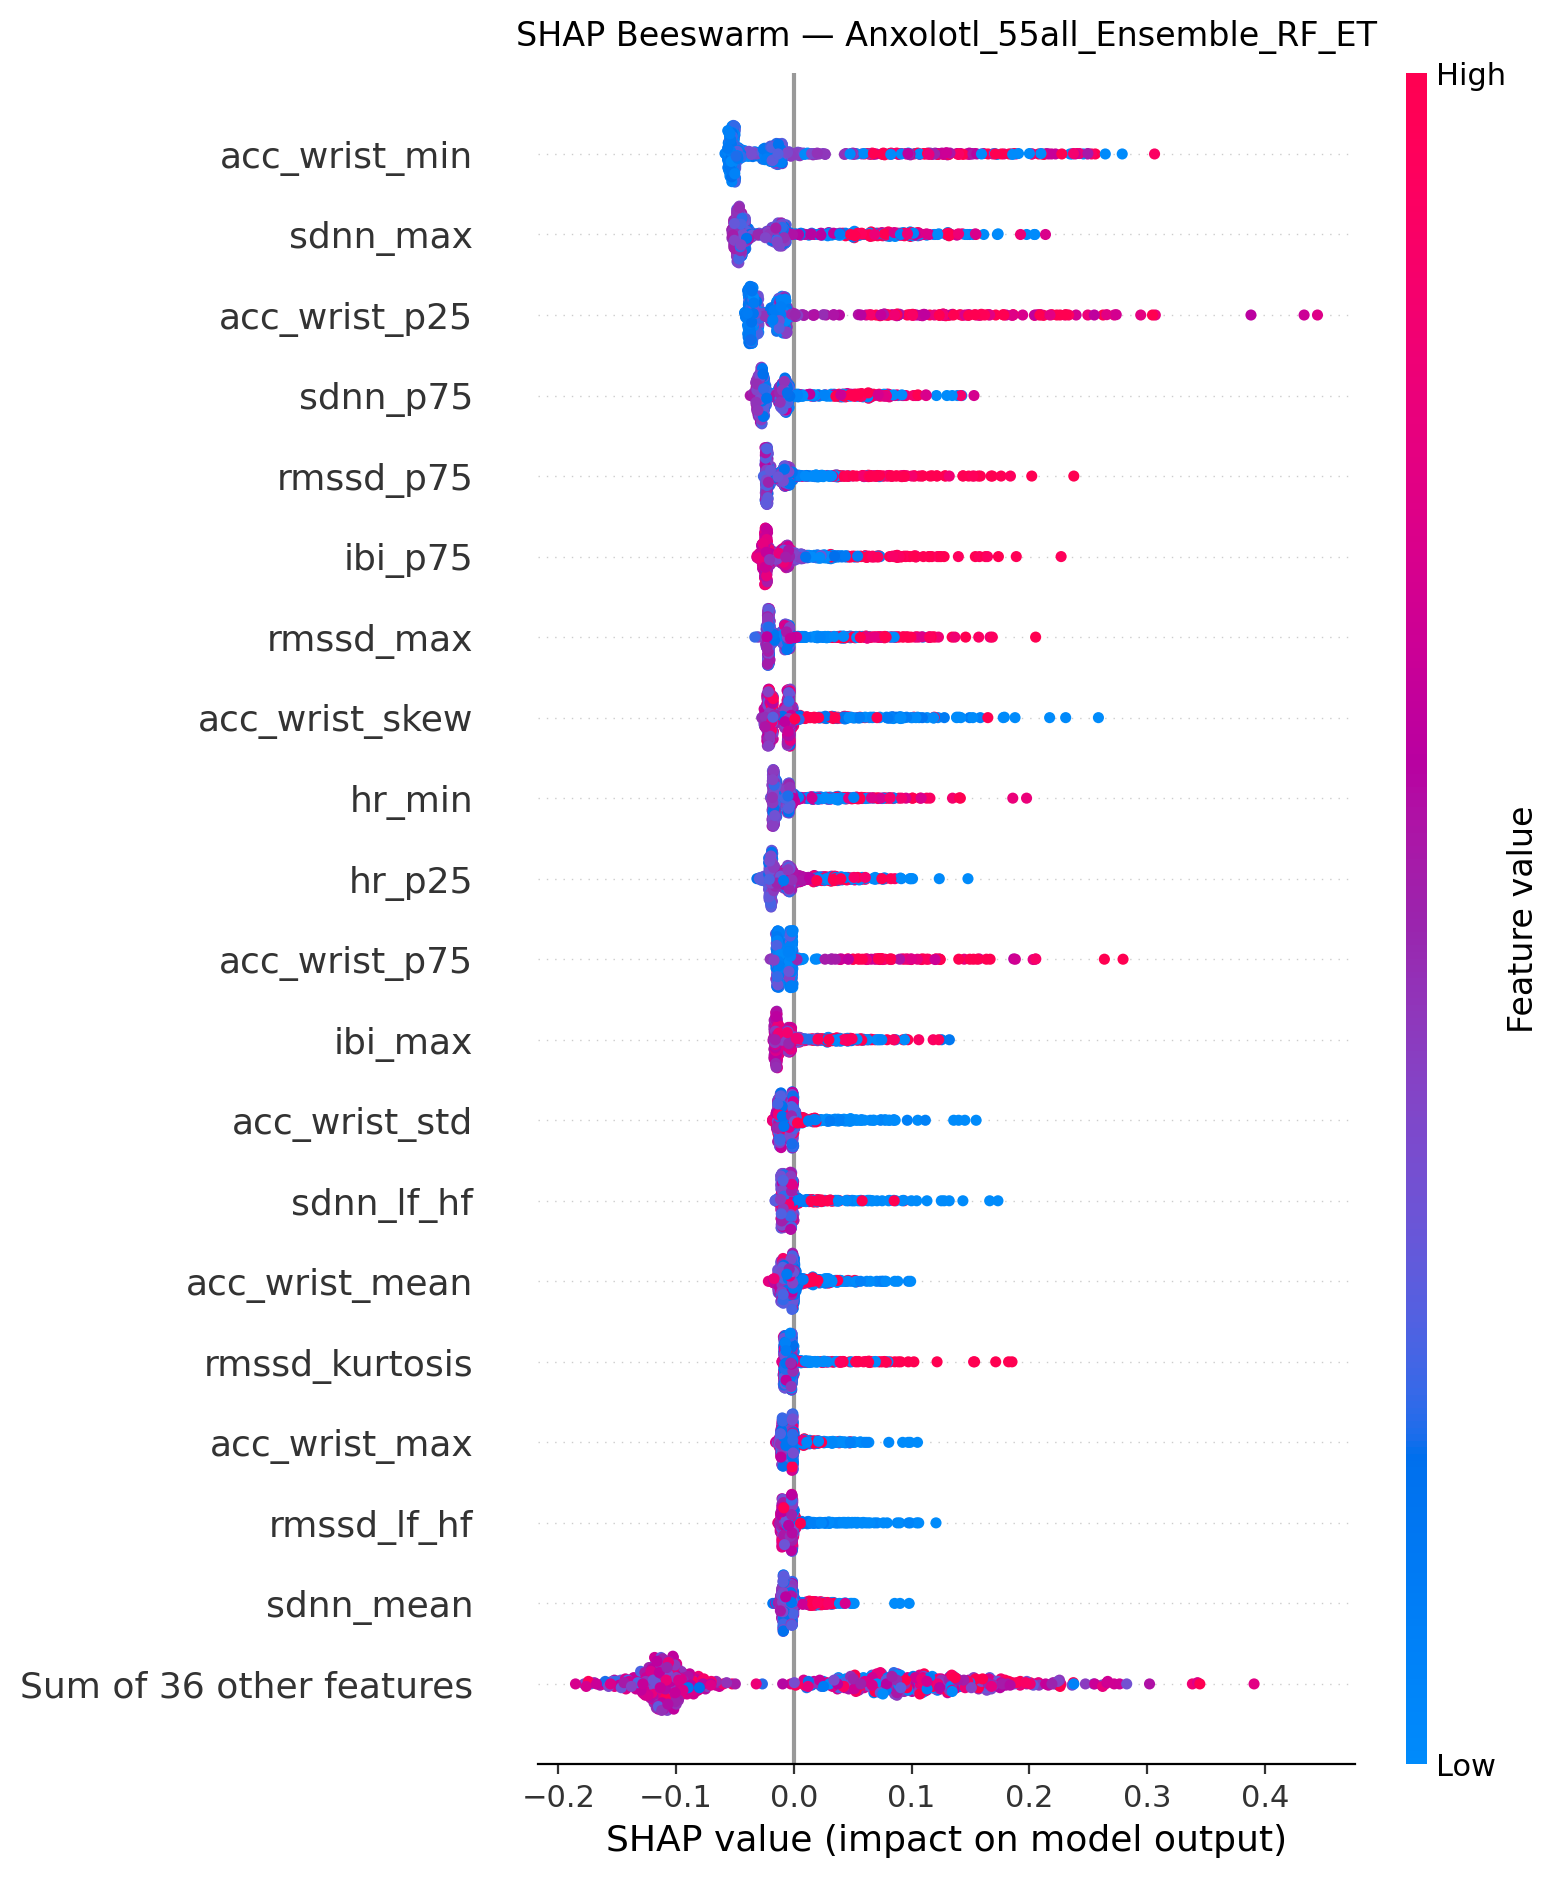 SHAP Beeswarm — Anxolotl_55all_Ensemble_RF_ET
High
acc_wrist_min
sdnn_max
acc_wrist_p25
sdnn_p75
rmssd_p75
ibi_p75
rmssd_max
acc_wrist_skew
hr_min
hr_p25
acc_wrist_p75
ibi_max
acc_wrist_std
sdnn_lf_hf
acc_wrist_mean
rmssd_kurtosis
acc_wrist_max
rmssd_lf_hf
sdnn_mean
Sum of 36 other features
Feature value
Low
−0.2 −0.1 0.0 0.1 0.2 0.3 0.4
SHAP value (impact on model output)